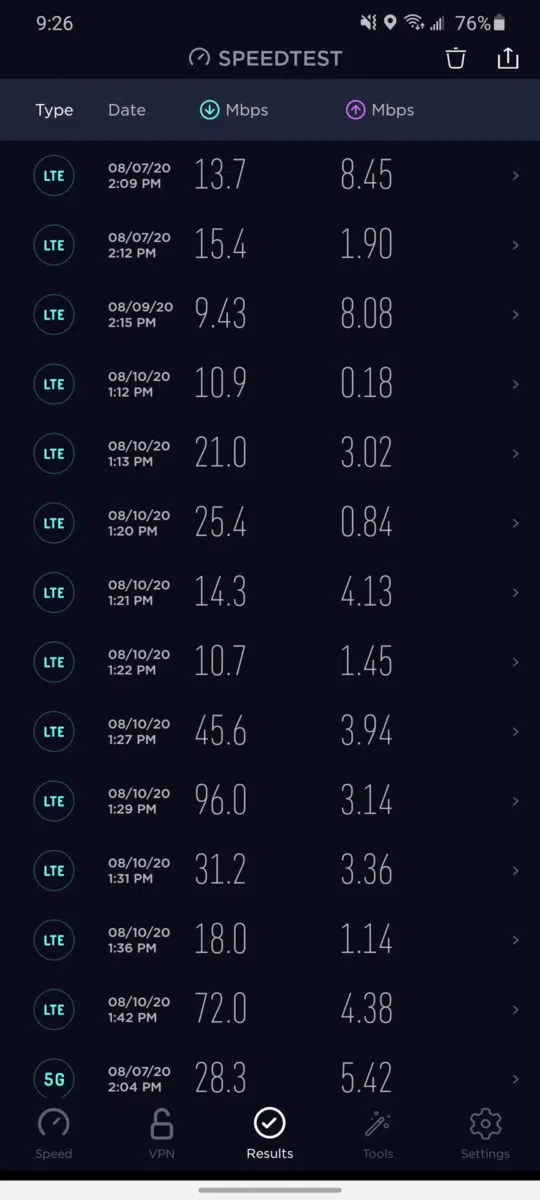 9:26 76%
SPEEDTEST
Type Date Mbps Mbps
LTE 08/07/20 2:09 PM 13.7 8.45
LTE 08/07/20 2:12 PM 15.4 1.90
LTE 08/09/20 2:15 PM 9.43 8.08
LTE 08/10/20 1:12 PM 10.9 0.18
LTE 08/10/20 1:13 PM 21.0 3.02
LTE 08/10/20 1:20 PM 25.4 0.84
LTE 08/10/20 1:21 PM 14.3 4.13
LTE 08/10/20 1:22 PM 10.7 1.45
LTE 08/10/20 1:27 PM 45.6 3.94
LTE 08/10/20 1:29 PM 96.0 3.14
LTE 08/10/20 1:31 PM 31.2 3.36
LTE 08/10/20 1:36 PM 18.0 1.14
LTE 08/10/20 1:42 PM 72.0 4.38
5G 08/07/20 2:04 PM 28.3 5.42
Speed VPN Results Tools Settings